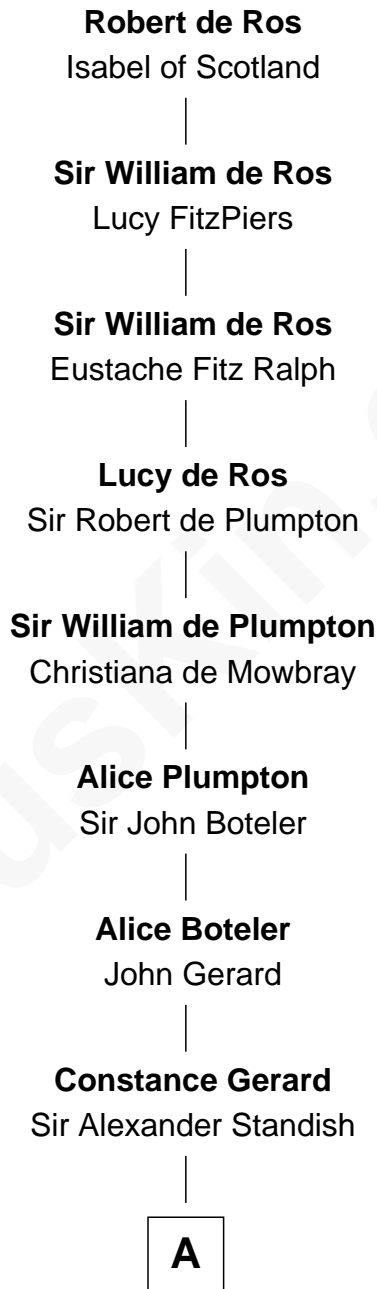 Robert de Ros
Isabel of Scotland
Sir William de Ros
Lucy FitzPiers
Sir William de Ros
Eustache Fitz Ralph
Lucy de Ros
Sir Robert de Plumpton
Sir William de Plumpton
Christiana de Mowbray
Alice Plumpton
Sir John Boteler
Alice Boteler
John Gerard
Constance Gerard
Sir Alexander Standish
A